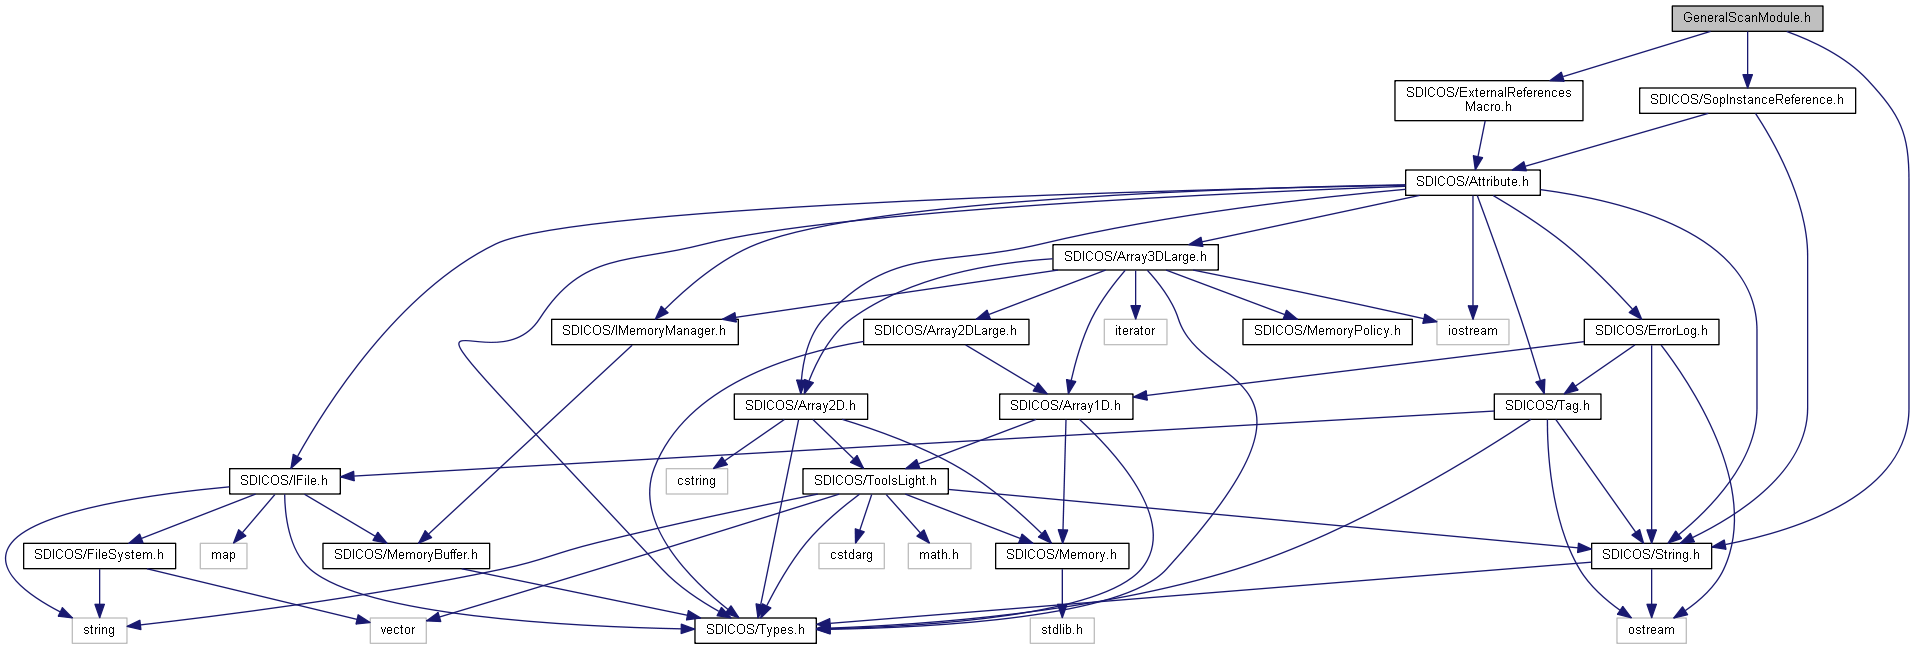 GeneralScanModule.h
SDICOS/ExternalReferences
Macro.h
SDICOS/SopInstanceReference.h
SDICOS/Attribute.h
SDICOS/Array3DLarge.h
SDICOS/IMemoryManager.h
SDICOS/Array2DLarge.h
iterator
SDICOS/MemoryPolicy.h
iostream
SDICOS/ErrorLog.h
SDICOS/Array2D.h
SDICOS/Array1D.h
SDICOS/Tag.h
SDICOS/IFile.h
cstring
SDICOS/ToolsLight.h
SDICOS/FileSystem.h
map
SDICOS/MemoryBuffer.h
cstdarg
math.h
SDICOS/Memory.h
SDICOS/String.h
string
vector
SDICOS/Types.h
stdlib.h
ostream